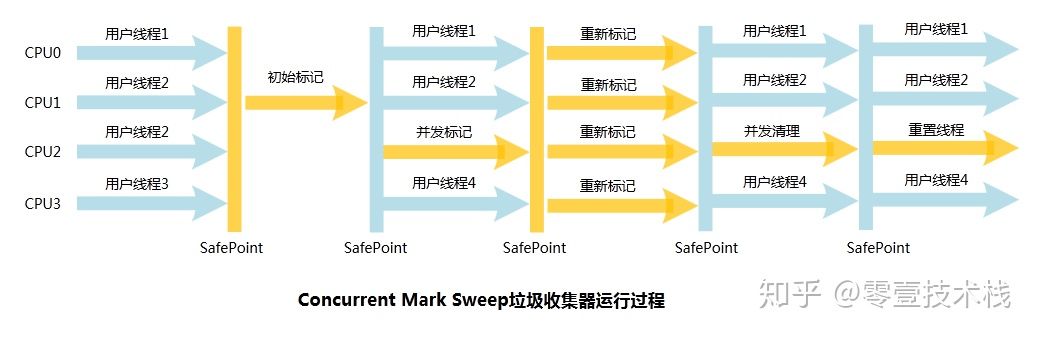 用户线程1
用户线程1
重新标记
用户线程1
用户线程1
CPU0
初始标记
用户线程2
用户线程2
重新标记
用户线程2
用户线程2
CPU1
用户线程2
并发标记
重新标记
并发清理
重置线程
CPU2
用户线程3
用户线程4
重新标记
用户线程4
用户线程4
CPU3
SafePoint
SafePoint
SafePoint
SafePoint
SafePoint
Concurrent Mark Sweep垃圾收集器运行过程
知乎 @零壹技术栈